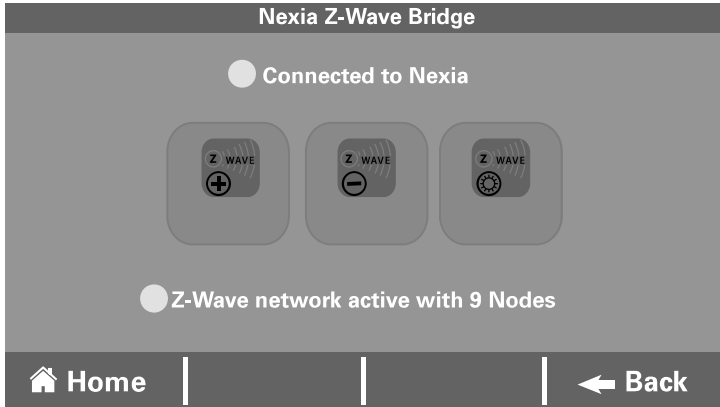 Nexia Z-Wave Bridge
Connected to Nexia
Z WAVE Z WAVE Z WAVE
Z-Wave network active with 9 Nodes
Home Back